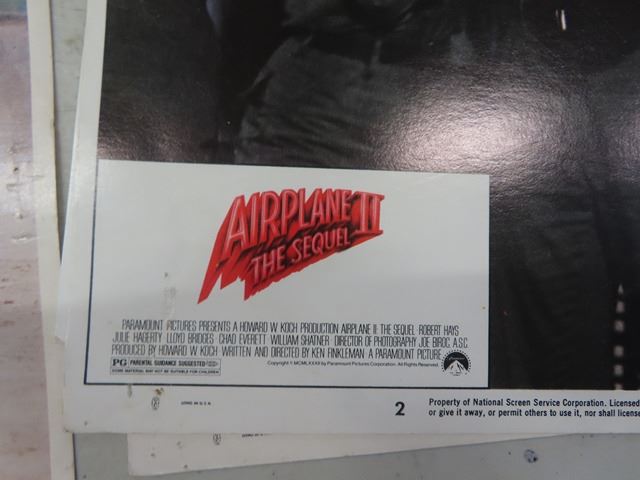 AIRPLANE II
THE SEQUEL
PARAMOUNT PICTURES PRESENTS A HOWARD W. KOCH PRODUCTION AIRPLANE II: THE SEQUEL ROBERT HAYS
JULIE HAGERTY LLOYD BRIDGES CHAD EVERETT WILLIAM SHATNER DIRECTOR OF PHOTOGRAPHY JOE BIROC, A.S.C.
PRODUCED BY HOWARD W. KOCH WRITTEN AND DIRECTED BY KEN FINKLEMAN A PARAMOUNT PICTURE
PG PARENTAL GUIDANCE SUGGESTED
SOME MATERIAL MAY NOT BE SUITABLE FOR CHILDREN
Copyright © MCMLXXXII by Paramount Pictures Corporation. All Rights Reserved.
2
Property of National Screen Service Corporation. Licensed
or give it away, or permit others to use it, nor shall license